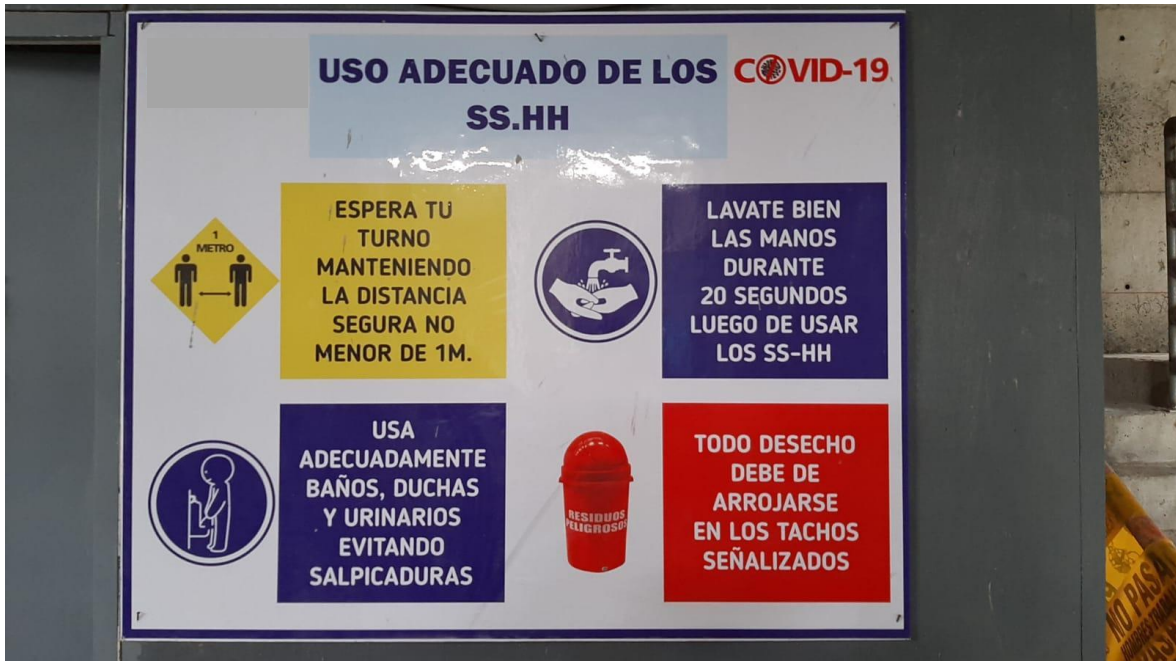 USO ADECUADO DE LOS
SS.HH
COVID-19
1
METRO
ESPERA TU
TURNO
MANTENIENDO
LA DISTANCIA
SEGURA NO
MENOR DE 1M.
LAVATE BIEN
LAS MANOS
DURANTE
20 SEGUNDOS
LUEGO DE USAR
LOS SS-HH
USA
ADECUADAMENTE
BAÑOS, DUCHAS
Y URINARIOS
EVITANDO
SALPICADURAS
RESIDUOS
PELIGROSOS
TODO DESECHO
DEBE DE
ARROJARSE
EN LOS TACHOS
SEÑALIZADOS
NO PASA